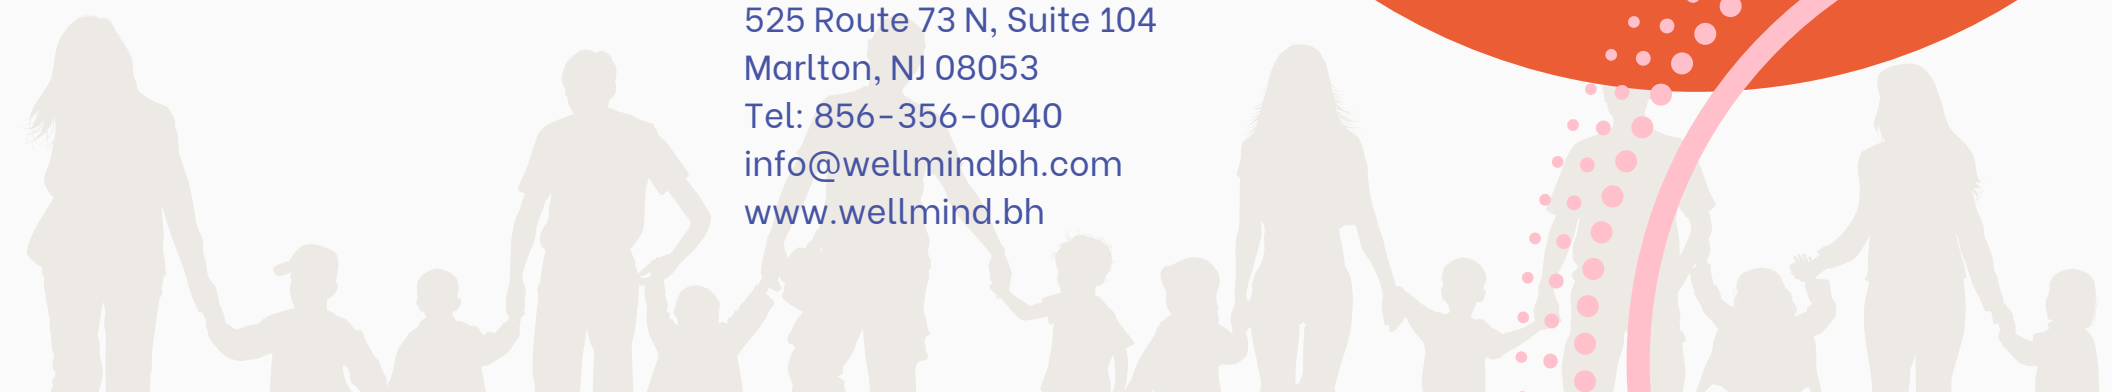 525 Route 73 N, Suite 104
Marlton, NJ 08053
Tel: 856-356-0040
info@wellmindbh.com
www.wellmind.bh